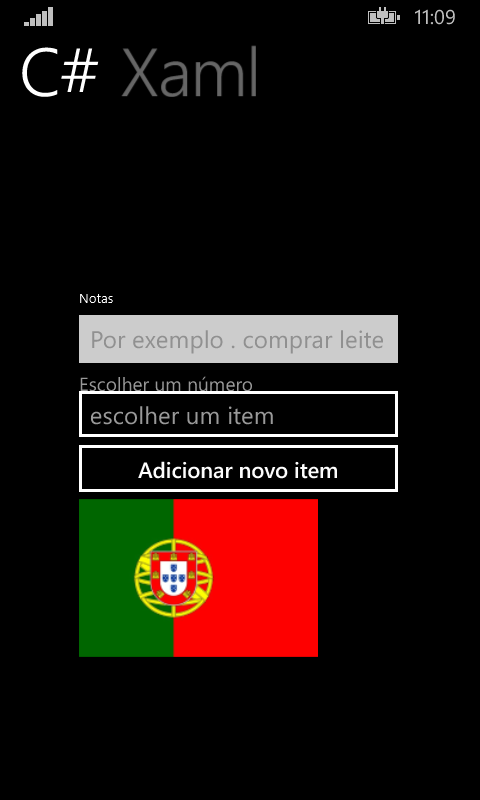 11:09
C# Xaml
Notas
Por exemplo . comprar leite
Escolher um número
escolher um item
Adicionar novo item